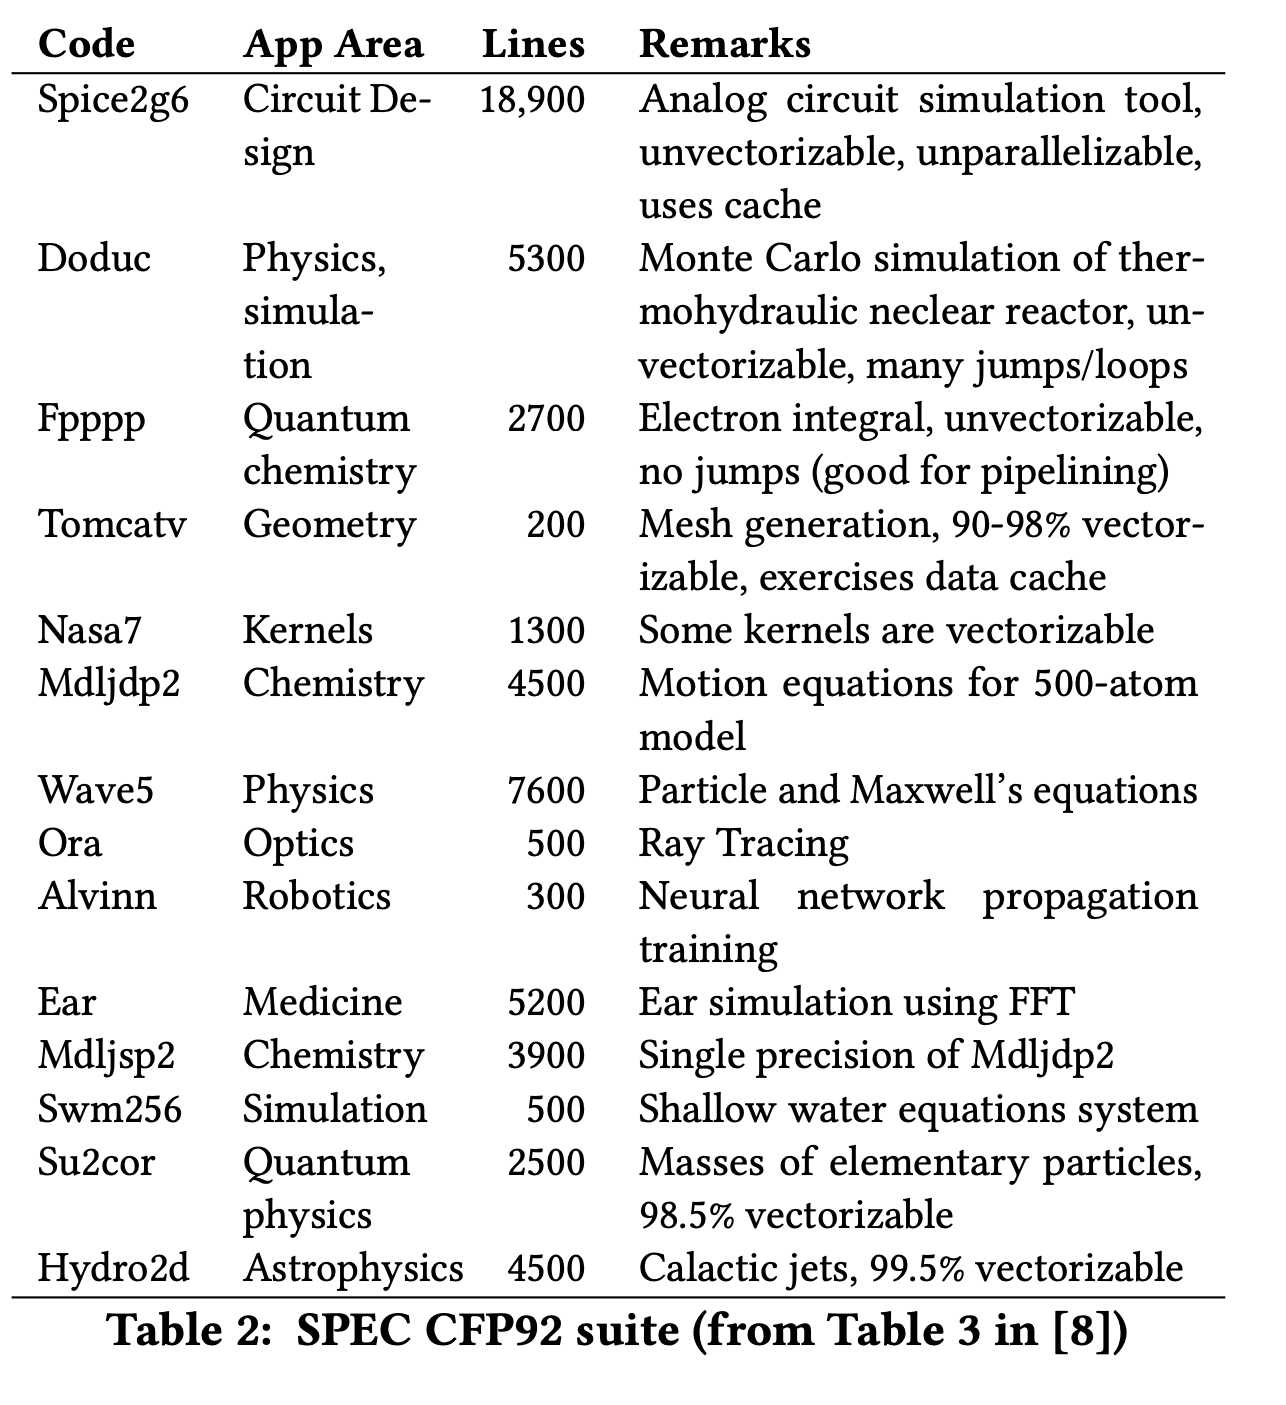 Code App Area Lines Remarks
Spice2g6 Circuit De- 18,900 Analog circuit simulation tool,
sign unvectorizable, unparallelizable,
uses cache
Doduc Physics, 5300 Monte Carlo simulation of ther-
simula- mohydraulic neclear reactor, un-
tion vectorizable, many jumps/loops
Fpppp Quantum 2700 Electron integral, unvectorizable,
chemistry no jumps (good for pipelining)
Tomcatv Geometry 200 Mesh generation, 90-98% vector-
izable, exercises data cache
Nasa7 Kernels 1300 Some kernels are vectorizable
Mdljdp2 Chemistry 4500 Motion equations for 500-atom
model
Wave5 Physics 7600 Particle and Maxwell's equations
Ora Optics 500 Ray Tracing
Alvinn Robotics 300 Neural network propagation
training
Ear Medicine 5200 Ear simulation using FFT
Mdljsp2 Chemistry 3900 Single precision of Mdljdp2
Swm256 Simulation 500 Shallow water equations system
Su2cor Quantum 2500 Masses of elementary particles,
physics 98.5% vectorizable
Hydro2d Astrophysics 4500 Calactic jets, 99.5% vectorizable
Table 2: SPEC CFP92 suite (from Table 3 in [8])